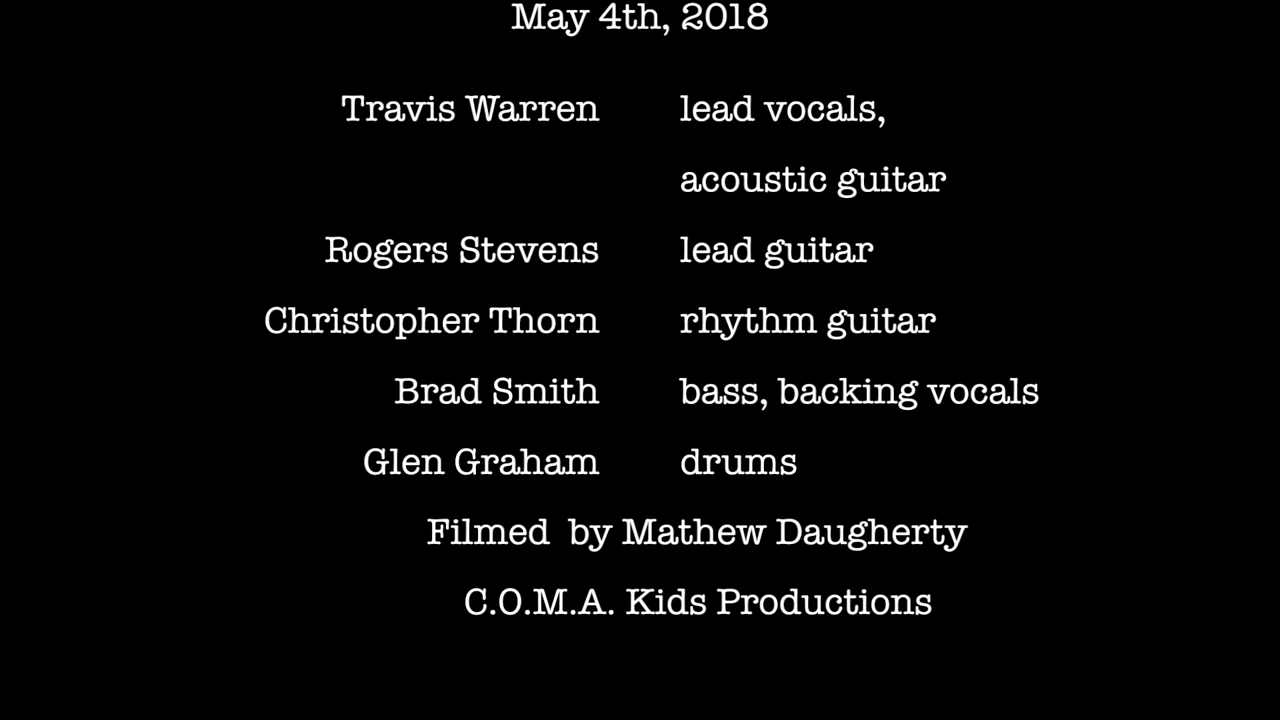 May 4th, 2018
Travis Warren lead vocals,
acoustic guitar
Rogers Stevens lead guitar
Christopher Thorn rhythm guitar
Brad Smith bass, backing vocals
Glen Graham drums
Filmed  by Mathew Daugherty
C.O.M.A. Kids Productions